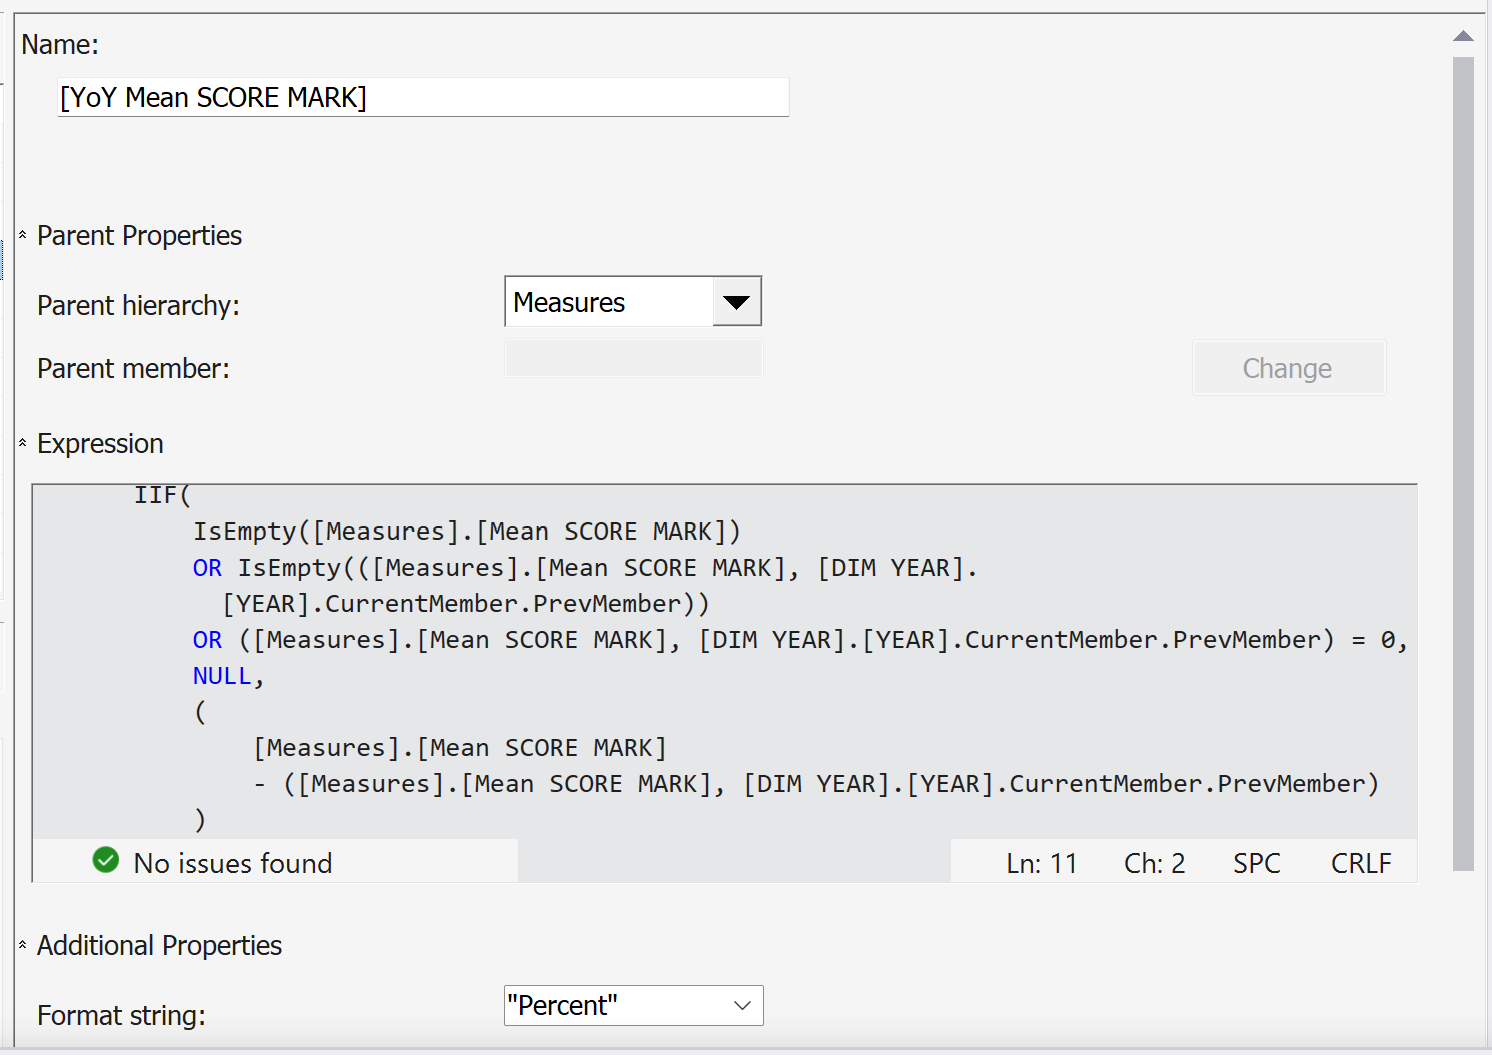 Name:
[YoY Mean SCORE MARK]
Parent Properties
Parent hierarchy:
Measures
Parent member:
Change
Expression
IIF(
IsEmpty([Measures].[Mean SCORE MARK])
OR IsEmpty(([Measures].[Mean SCORE MARK], [DIM YEAR].
[YEAR].CurrentMember.PrevMember))
OR ([Measures].[Mean SCORE MARK], [DIM YEAR].[YEAR].CurrentMember.PrevMember) = 0,
NULL,
(
[Measures].[Mean SCORE MARK]
- ([Measures].[Mean SCORE MARK], [DIM YEAR].[YEAR].CurrentMember.PrevMember)
)
No issues found
Ln: 11 Ch: 2 SPC CRLF
Additional Properties
Format string:
"Percent"